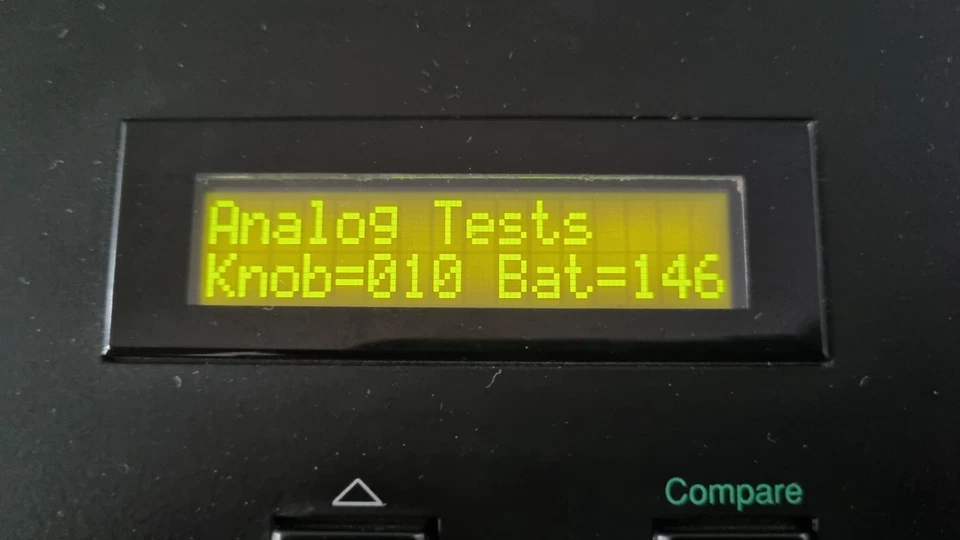 Analog Tests
Knob=010 Bat=146
Compare